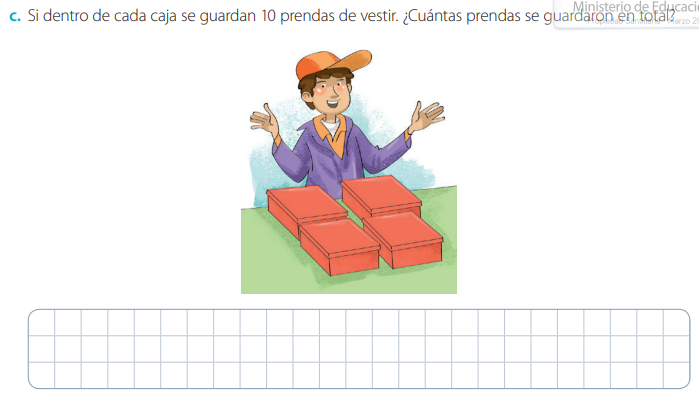 c. Si dentro de cada caja se guardan 10 prendas de vestir. ¿Cuántas prendas se guardaron en total?
Ministerio de Educaci